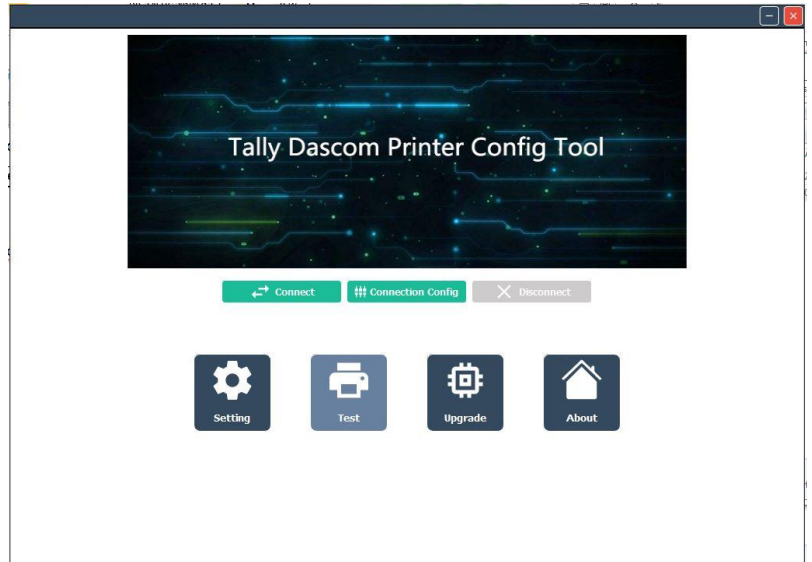 Tally Dascom Printer Config Tool
Connect
Connection Config
Disconnect
Setting
Test
Upgrade
About